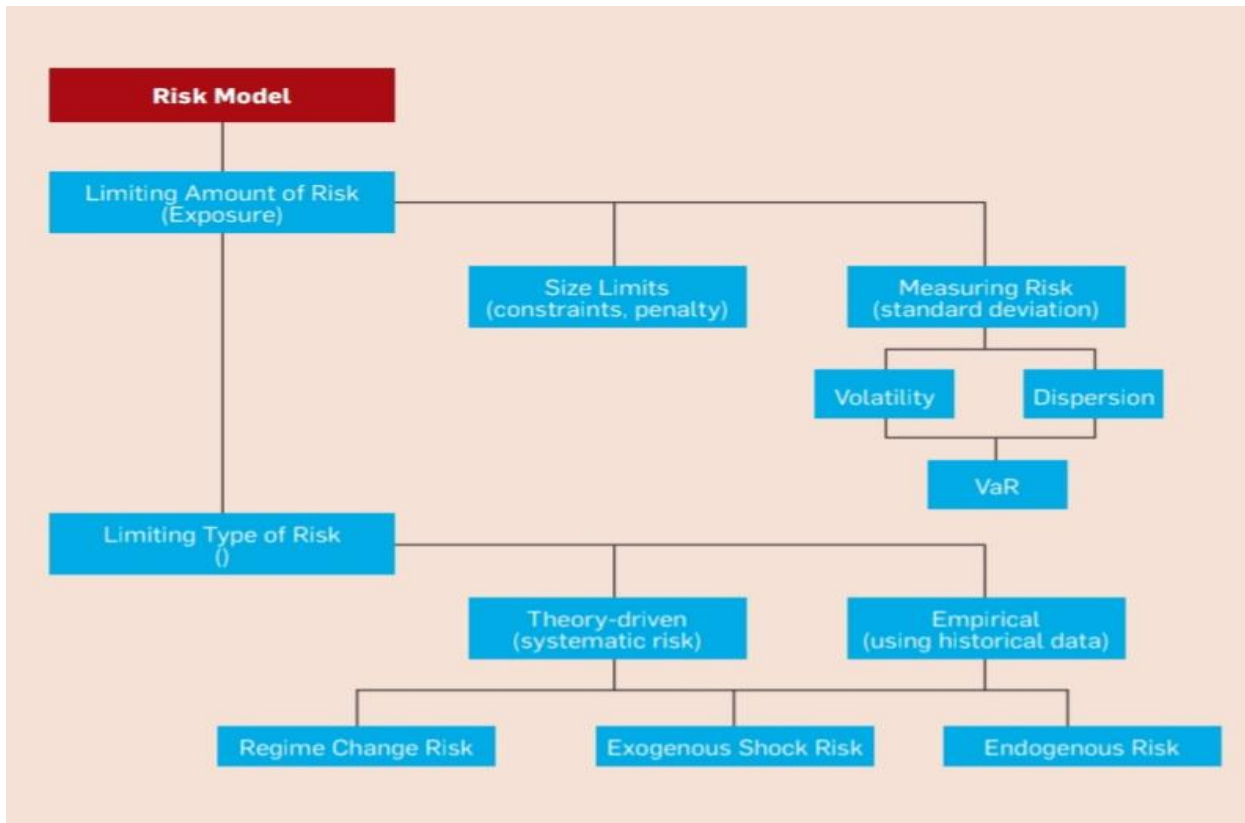 Risk Model
Limiting Amount of Risk
(Exposure)
Size Limits
(constraints, penalty)
Measuring Risk
(standard deviation)
Volatility
Dispersion
VaR
Limiting Type of Risk
()
Theory-driven
(systematic risk)
Empirical
(using historical data)
Regime Change Risk
Exogenous Shock Risk
Endogenous Risk